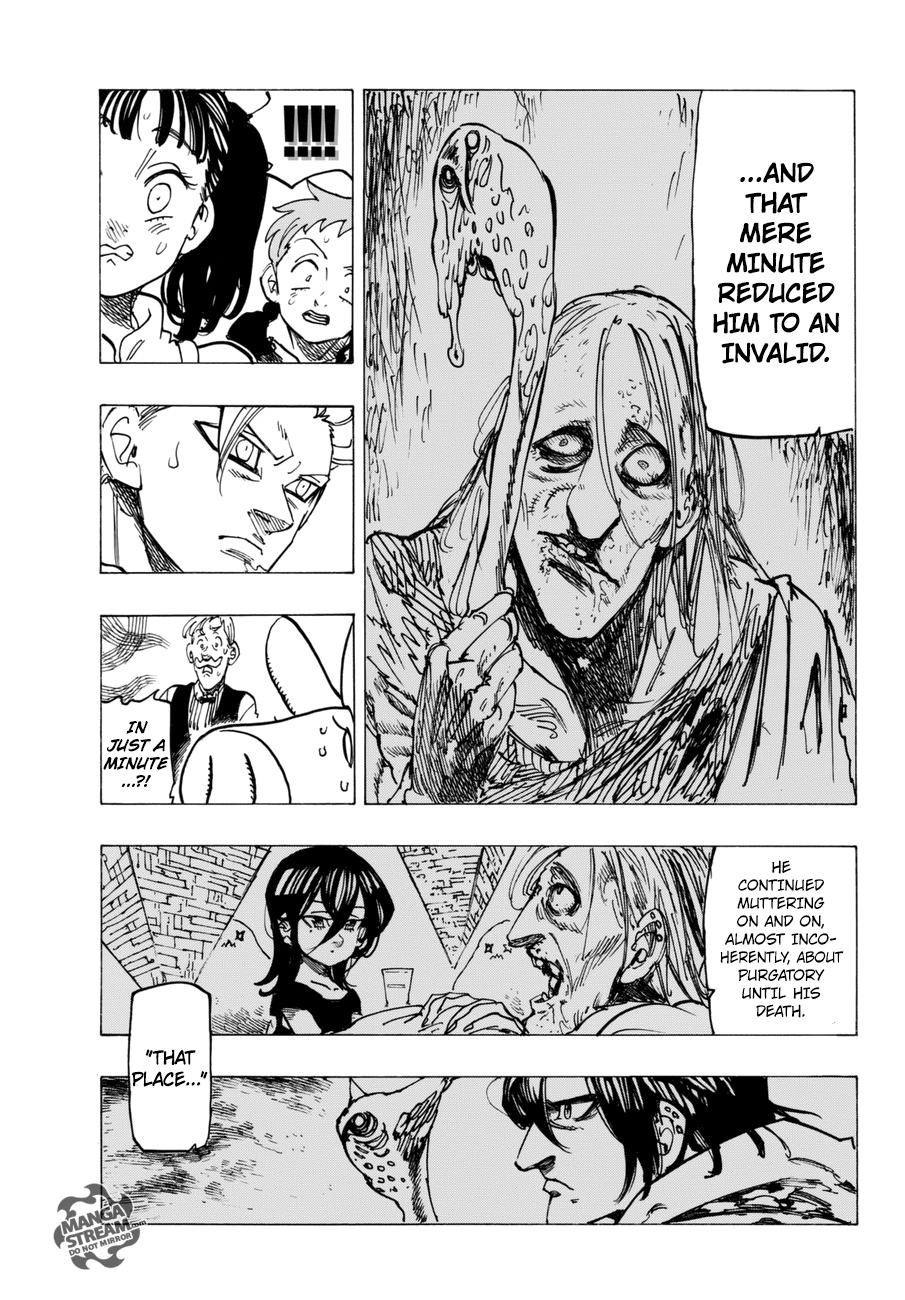 ...AND
THAT
MERE
MINUTE
REDUCED
HIM TO AN
INVALID.
!!!!
IN
JUST A
MINUTE
...?!
HE
CONTINUED
MUTTERING
ON AND ON,
ALMOST INCO-
HERENTLY, ABOUT
PURGATORY
UNTIL HIS
DEATH.
"THAT
PLACE..."
MANGA
STREAM.com
DO NOT MIRROR